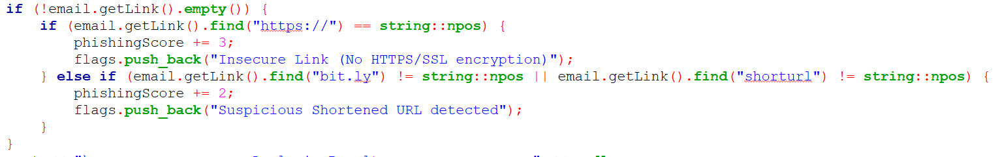 if (!email.getLink().empty()) {
    if (email.getLink().find("https://") == string::npos) {
        phishingScore += 3;
        flags.push_back("Insecure Link (No HTTPS/SSL encryption)");
    } else if (email.getLink().find("bit.ly") != string::npos || email.getLink().find("shorturl") != string::npos) {
        phishingScore += 2;
        flags.push_back("Suspicious Shortened URL detected");
    }
}